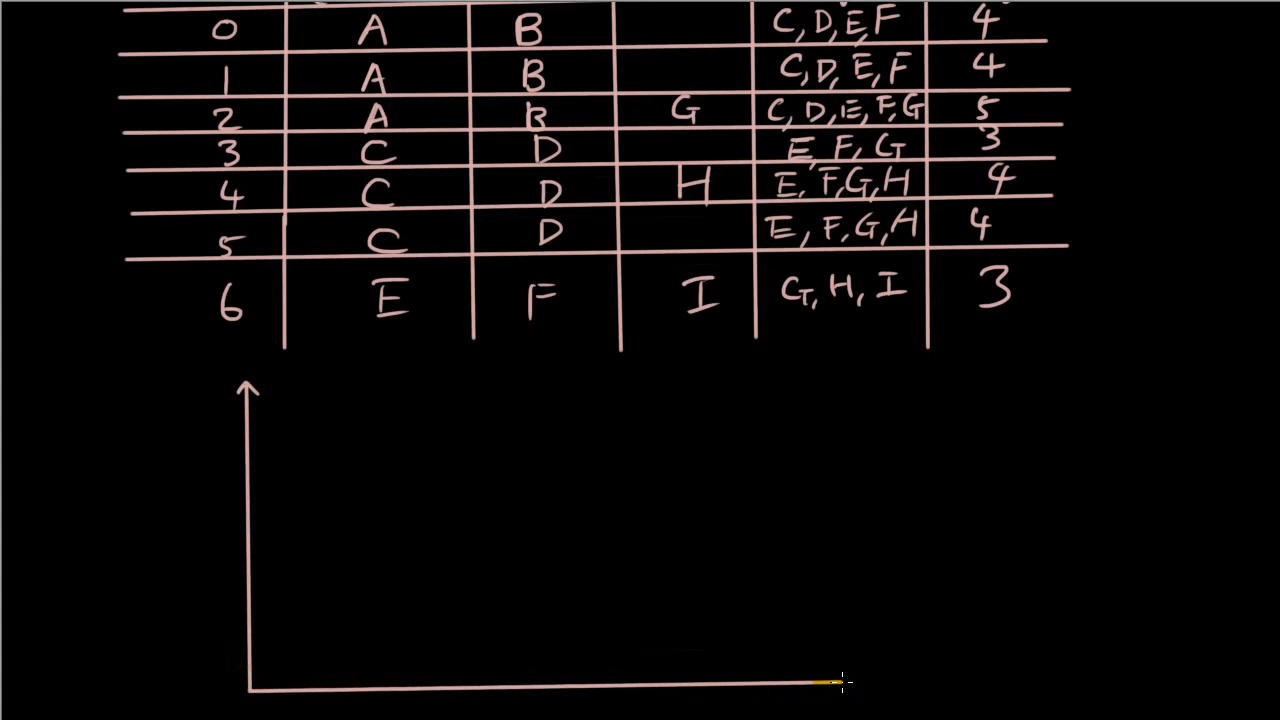 0 A B C, D, E, F 4
1 A B C, D, E, F 4
2 A B G C, D, E, F, G 5
3 C D E, F, G 3
4 C D H E, F, G, H 4
5 C D E, F, G, H 4
6 E F I G, H, I 3